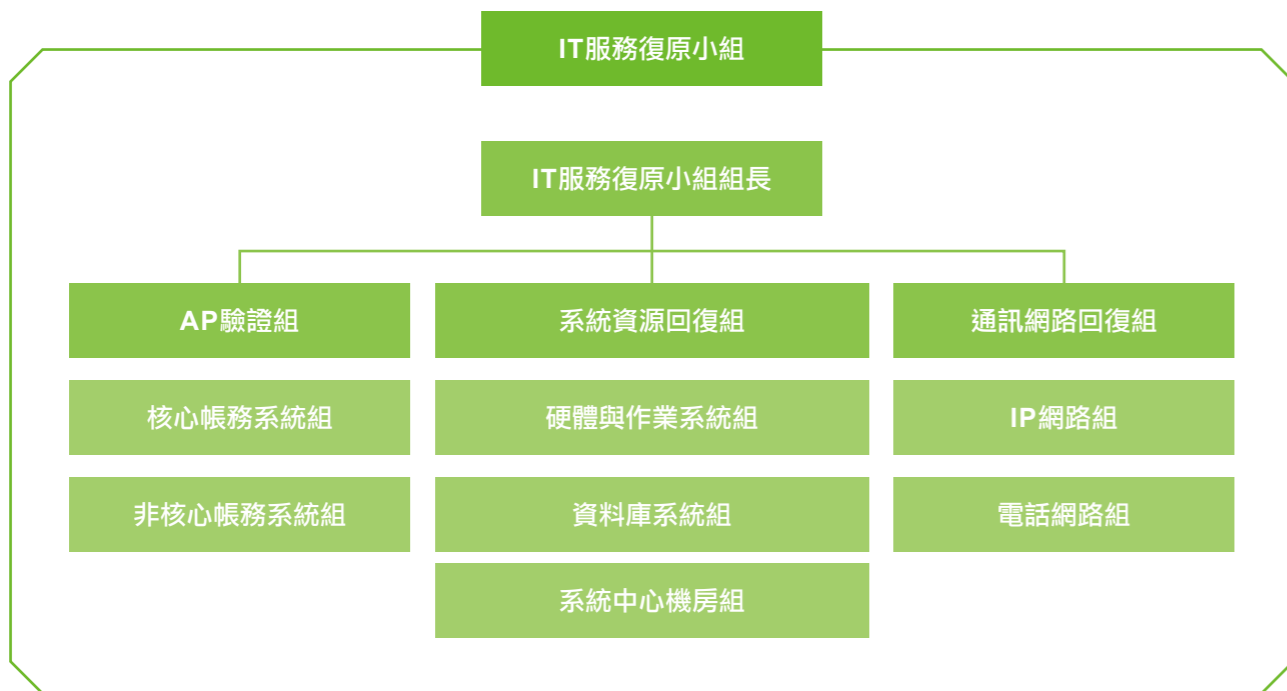 IT服務復原小組
IT服務復原小組組長
AP驗證組
系統資源回復組
通訊網路回復組
核心帳務系統組
硬體與作業系統組
IP網路組
非核心帳務系統組
資料庫系統組
電話網路組
系統中心機房組